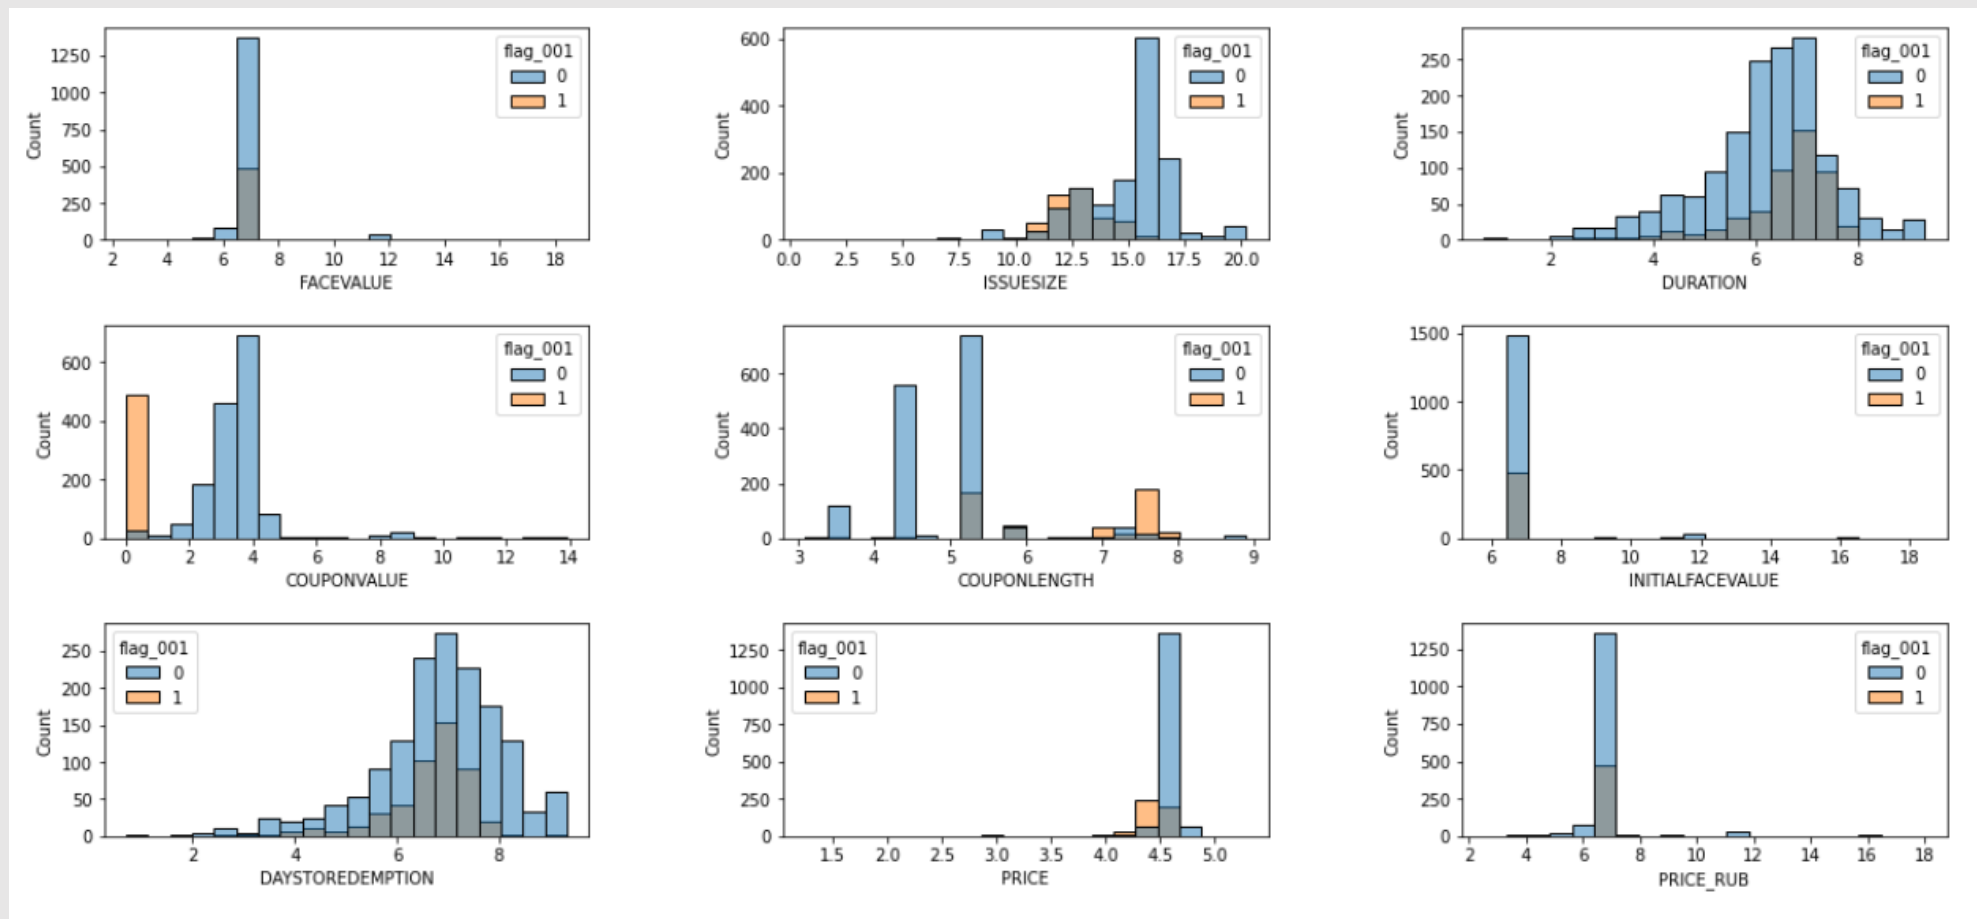 flag_001
0
1
1250
1000
750
500
250
0
Count
2 4 6 8 10 12 14 16 18
FACEVALUE
flag_001
0
1
600
400
200
0
Count
0.0 2.5 5.0 7.5 10.0 12.5 15.0 17.5 20.0
ISSUESIZE
flag_001
0
1
250
200
150
100
50
0
Count
2 4 6 8
DURATION
flag_001
0
1
600
400
200
0
Count
0 2 4 6 8 10 12 14
COUPONVALUE
flag_001
0
1
600
400
200
0
Count
3 4 5 6 7 8 9
COUPONLENGTH
flag_001
0
1
1500
1000
500
0
Count
6 8 10 12 14 16 18
INITIALFACEVALUE
flag_001
0
1
250
200
150
100
50
0
Count
2 4 6 8
DAYSTOREDEMPTION
flag_001
0
1
1250
1000
750
500
250
0
Count
1.5 2.0 2.5 3.0 3.5 4.0 4.5 5.0
PRICE
flag_001
0
1
1250
1000
750
500
250
0
Count
2 4 6 8 10 12 14 16 18
PRICE_RUB